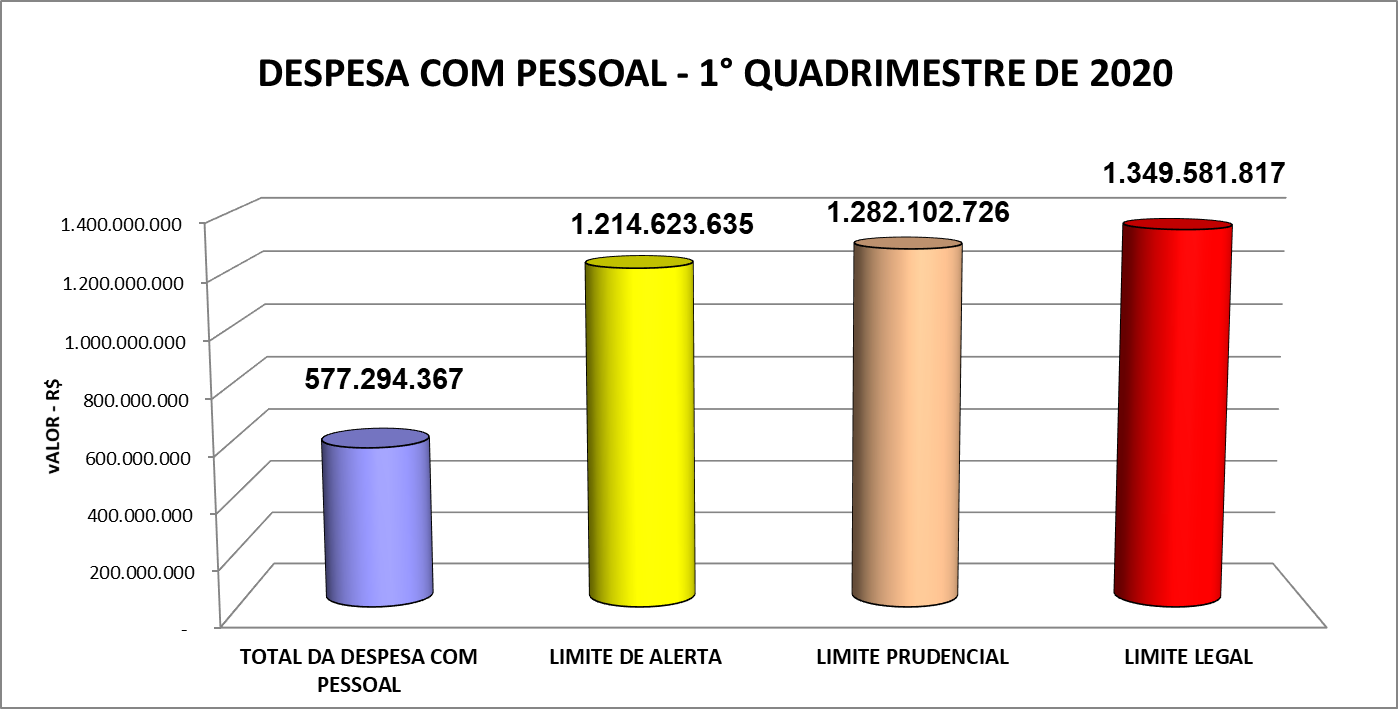 DESPESA COM PESSOAL - 1° QUADRIMESTRE DE 2020
1.349.581.817
1.282.102.726
1.214.623.635
577.294.367
vALOR - R$
1.400.000.000
1.200.000.000
1.000.000.000
800.000.000
600.000.000
400.000.000
200.000.000
-
TOTAL DA DESPESA COM
PESSOAL
LIMITE DE ALERTA
LIMITE PRUDENCIAL
LIMITE LEGAL